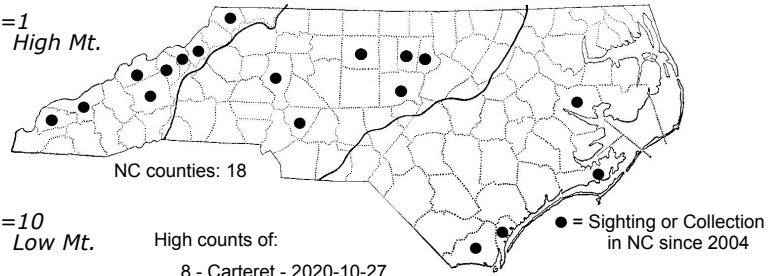 =1
High Mt.
NC counties: 18
=10
Low Mt.
High counts of:
8 - Carteret - 2020-10-27
● = Sighting or Collection
in NC since 2004